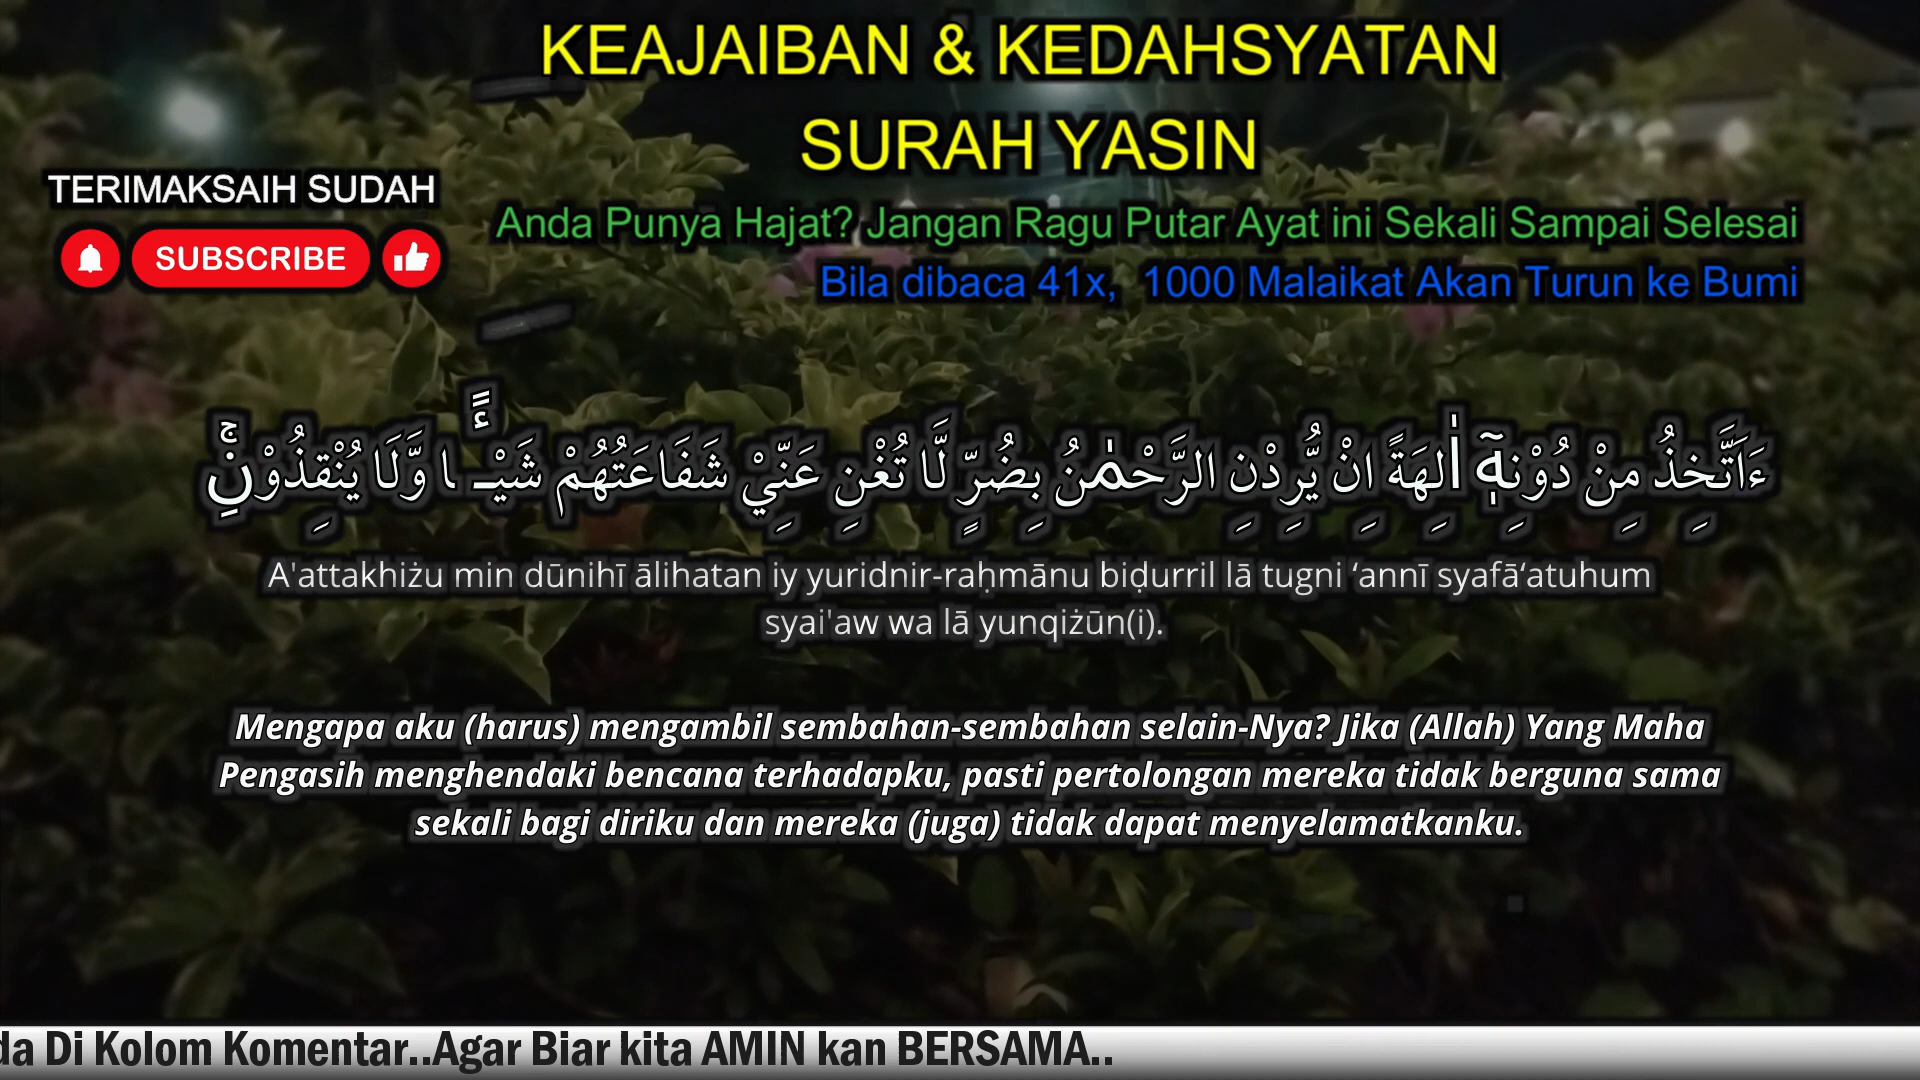 KEAJAIBAN & KEDAHSYATAN
SURAH YASIN
TERIMAKSAIH SUDAH
SUBSCRIBE
Anda Punya Hajat? Jangan Ragu Putar Ayat ini Sekali Sampai Selesai
Bila dibaca 41x,  1000 Malaikat Akan Turun ke Bumi
ءَاَتَّخِذُ مِنْ دُوْنِهٖٓ اٰلِهَةً اِنْ يُّرِدْنِ الرَّحْمٰنُ بِضُرٍّ لَّا تُغْنِ عَنِّيْ شَفَاعَتُهُمْ شَيْـًٔا وَّلَا يُنْقِذُوْنِۚ
A'attakhiżu min dūnihī ālihatan iy yuridnir-raḥmānu biḍurril lā tugni ‘annī syafā‘atuhum
syai'aw wa lā yunqiżūn(i).
Mengapa aku (harus) mengambil sembahan-sembahan selain-Nya? Jika (Allah) Yang Maha
Pengasih menghendaki bencana terhadapku, pasti pertolongan mereka tidak berguna sama
sekali bagi diriku dan mereka (juga) tidak dapat menyelamatkanku.
da Di Kolom Komentar..Agar Biar kita AMIN kan BERSAMA..